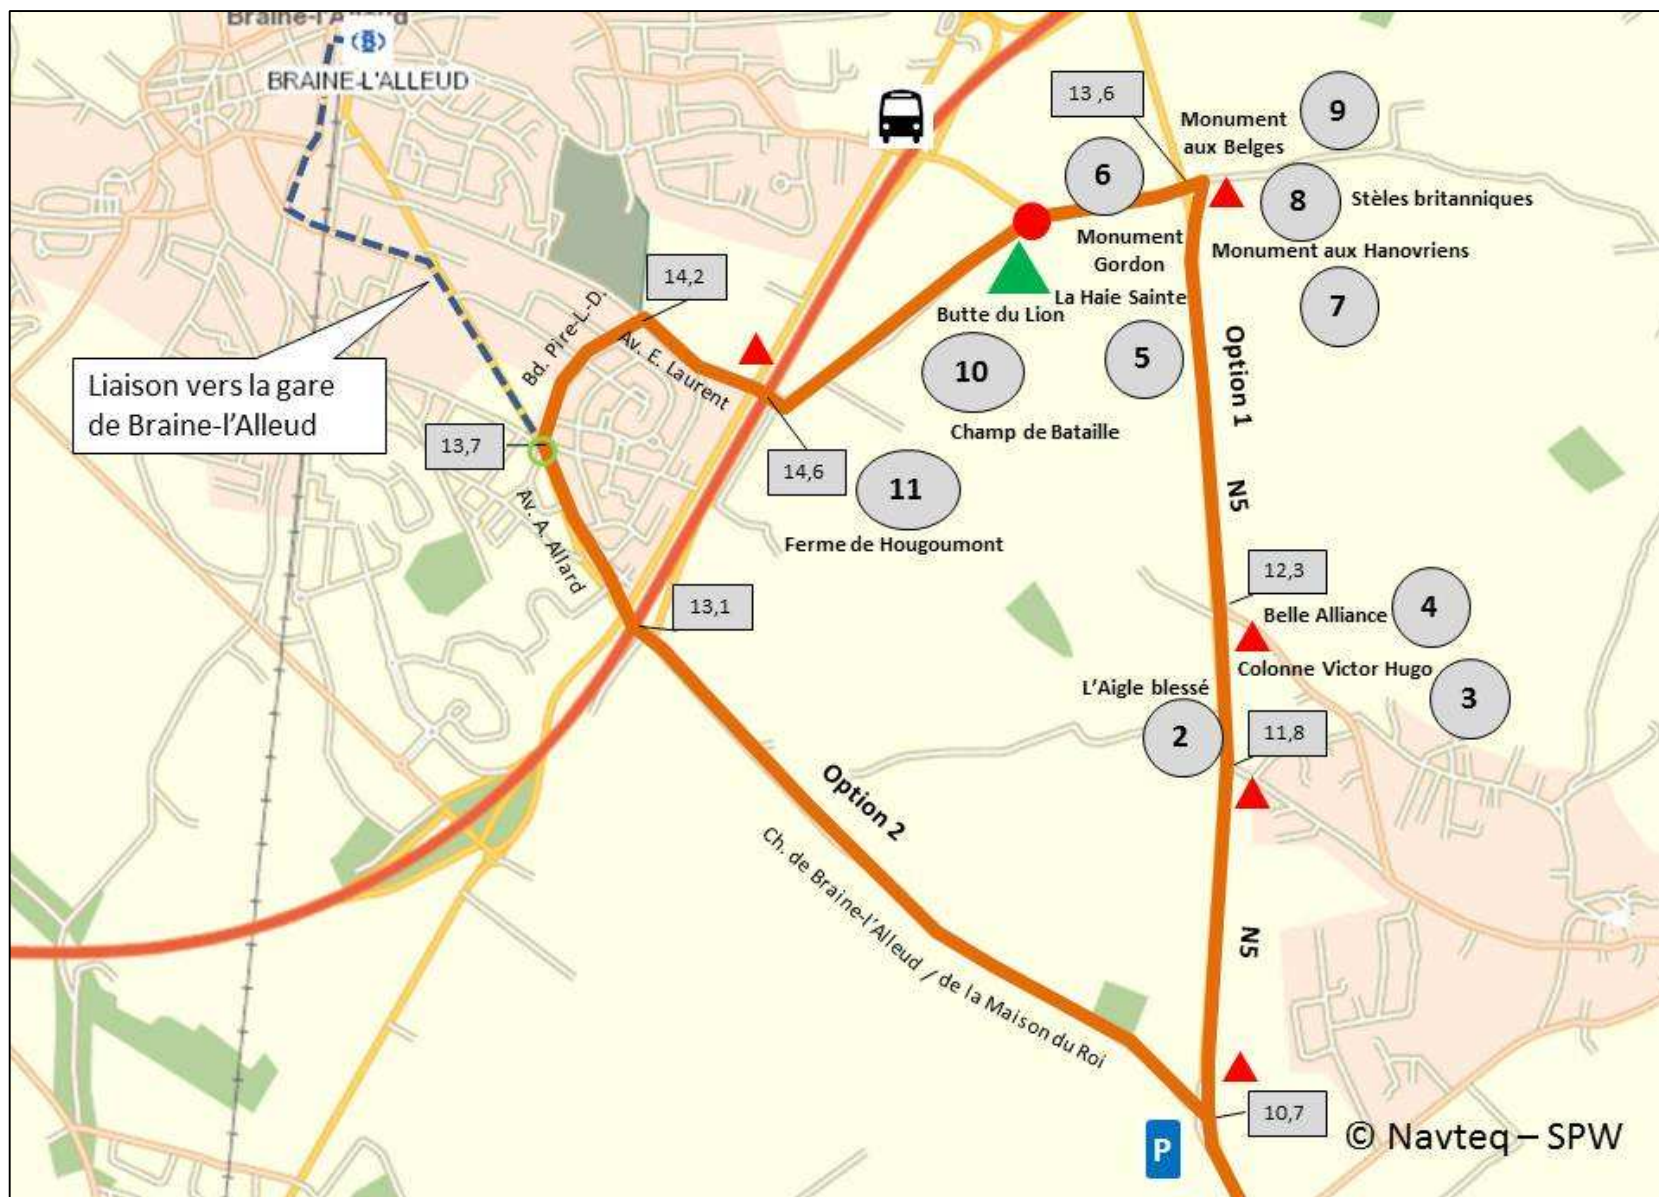 Braine-l'Alleud
B
BRAINE-L'ALLEUD
13 ,6
Monument
aux Belges
9
6
8
Stèles britanniques
Monument
Gordon
Monument aux Hanovriens
14,2
7
La Haie Sainte
Butte du Lion
Bd. Pire-L.-D.
Av. E. Laurent
Option 1
5
10
Liaison vers la gare
de Braine-l'Alleud
Champ de Bataille
13,7
14,6
11
N5
Av. A. Allard
Ferme de Hougoumont
12,3
13,1
Belle Alliance
4
Colonne Victor Hugo
L'Aigle blessé
3
2
11,8
Option 2
Ch. de Braine-l'Alleud / de la Maison du Roi
N5
10,7
P
© Navteq – SPW